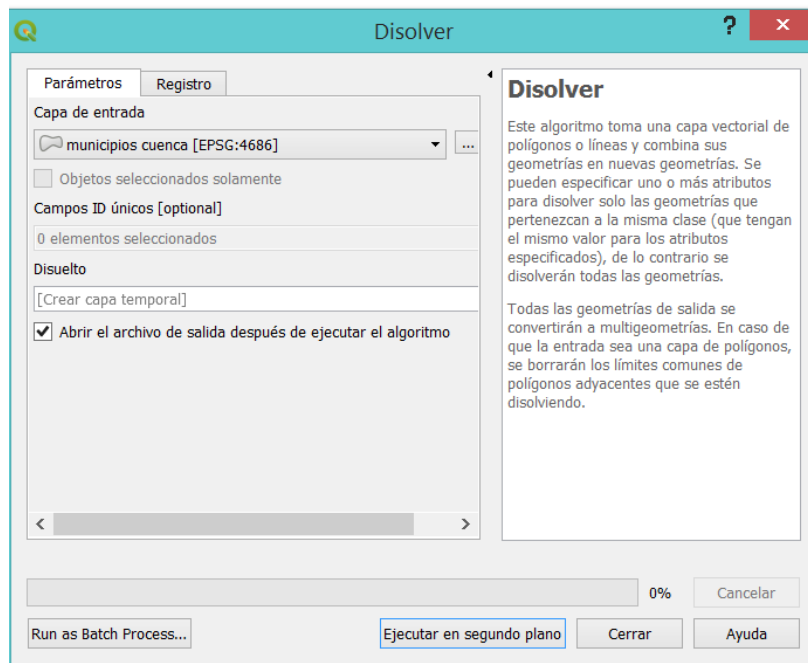 Disolver
?
×
Parámetros
Registro
Capa de entrada
municipios cuenca [EPSG:4686]
...
Objetos seleccionados solamente
Campos ID únicos [optional]
0 elementos seleccionados
Disuelto
[Crear capa temporal]
Abrir el archivo de salida después de ejecutar el algoritmo
Disolver
Este algoritmo toma una capa vectorial de
polígonos o líneas y combina sus
geometrías en nuevas geometrías. Se
pueden especificar uno o más atributos
para disolver solo las geometrías que
pertenezcan a la misma clase (que tengan
el mismo valor para los atributos
especificados), de lo contrario se
disolverán todas las geometrías.
Todas las geometrías de salida se
convertirán a multigeometrías. En caso de
que la entrada sea una capa de polígonos,
se borrarán los límites comunes de
polígonos adyacentes que se estén
disolviendo.
0%
Cancelar
Run as Batch Process...
Ejecutar en segundo plano
Cerrar
Ayuda